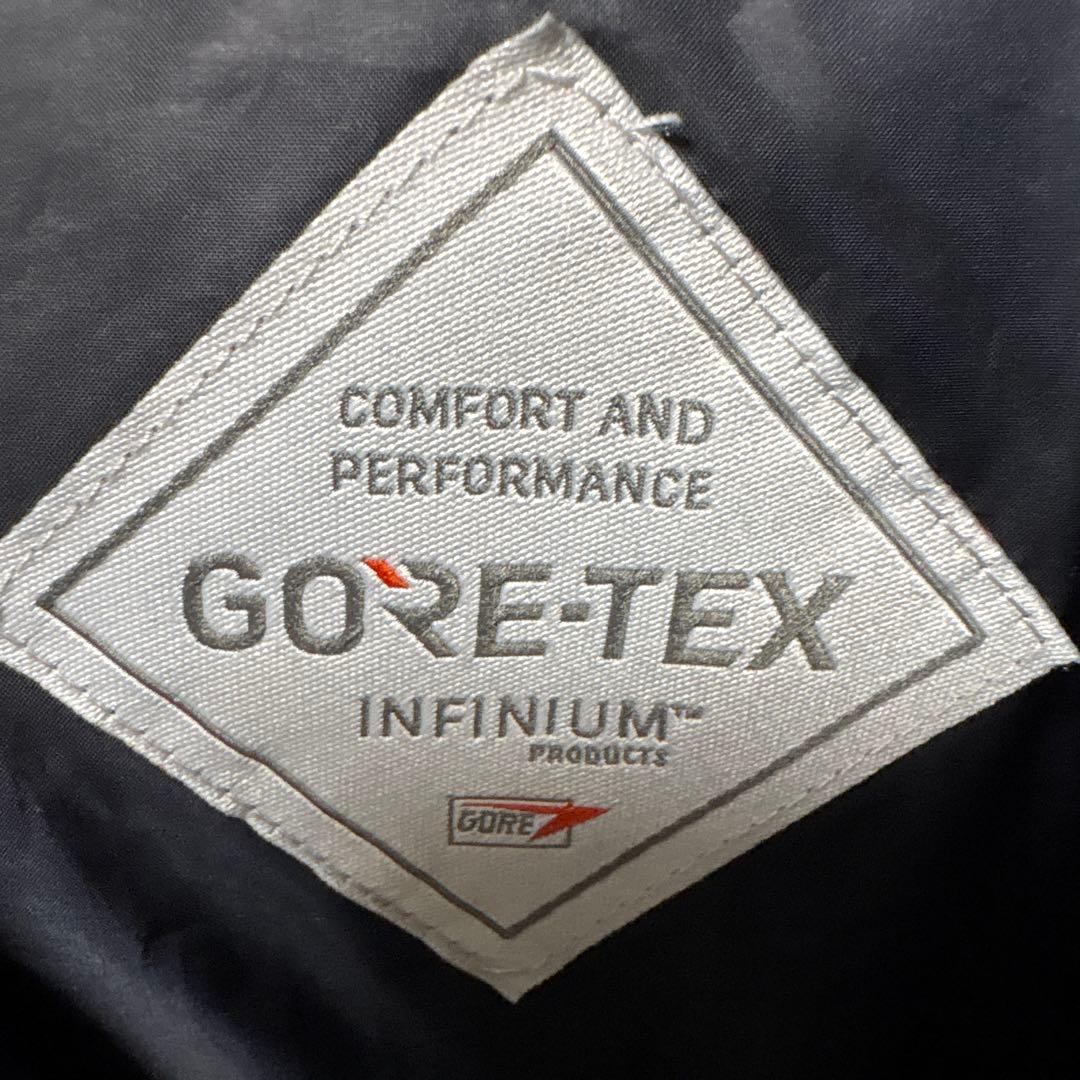 COMFORT AND
PERFORMANCE
GORE-TEX
INFINIUM™
PRODUCTS
GORE